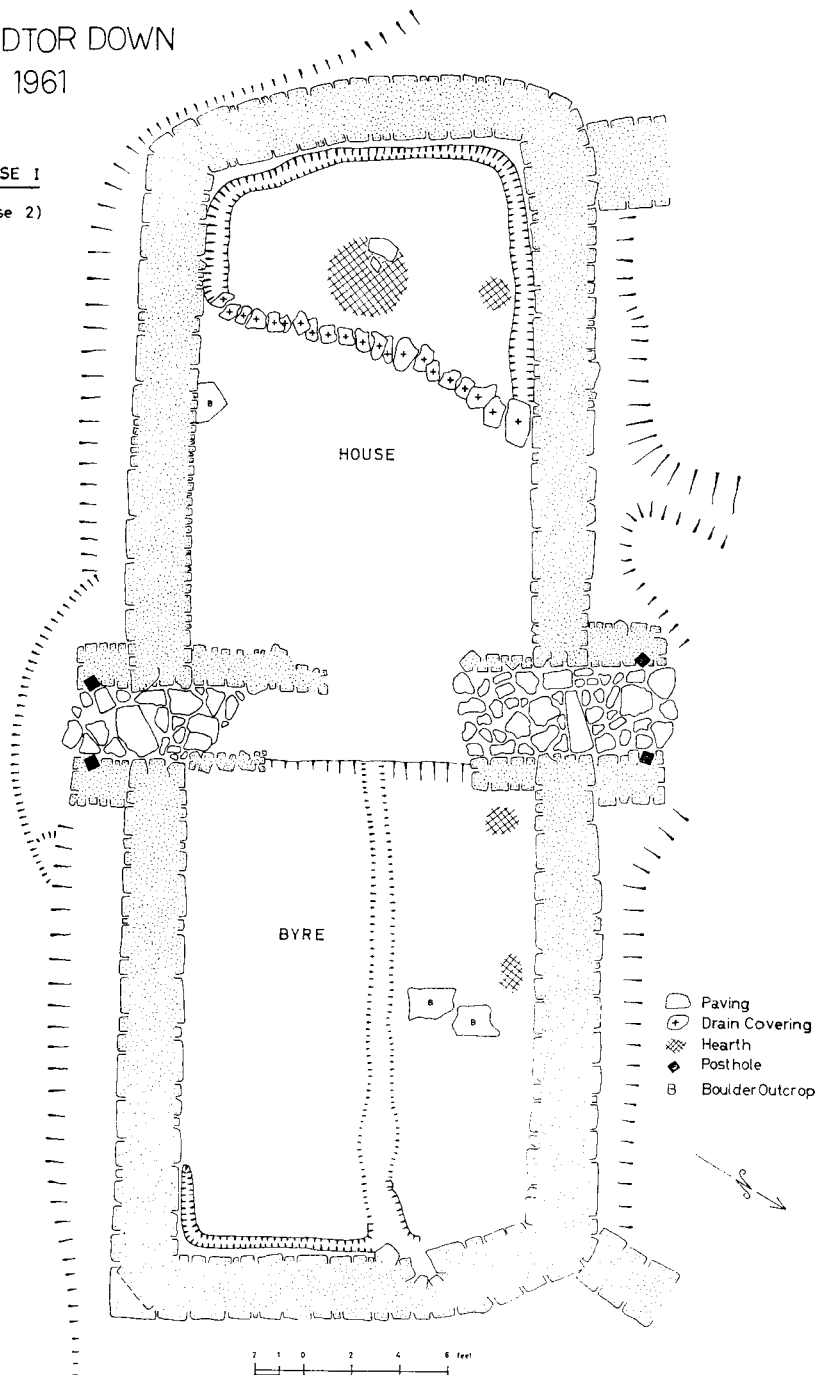 DTOR DOWN
1961
SE I
se 2)
B
HOUSE
BYRE
B
B
Paving
+ Drain Covering
Hearth
Posthole
B Boulder Outcrop
N
2 1 0 2 4 6 feet